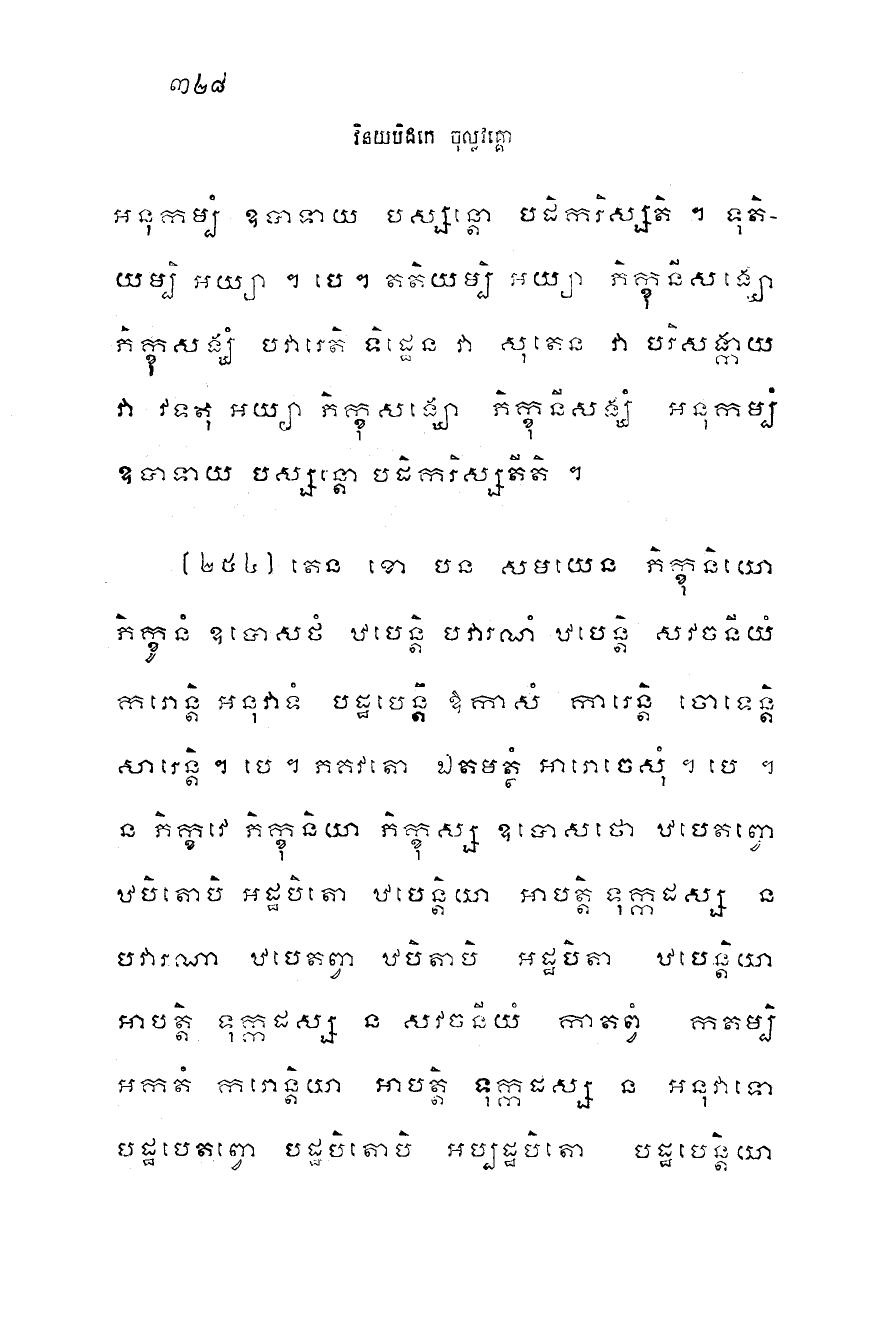 ៣៤៨
វិនយបិដកេ ចុល្លវគ្គោ
អនុកម្បំ ឧបាទាយ បស្សន្តោ បដិករិស្សតិ ។ ទុតិ-
យម្បិ អយ្យា ។ បេ ។ តតិយម្បិ អយ្យា ភិក្ខុនីសង្ឃោ
ភិក្ខុសង្ឃំ បវារេតិ ទិដ្ឋេន វា សុតេន វា បរិសង្កាយ
វា វទតុ អយ្យា ភិក្ខុសង្ឃោ ភិក្ខុនីសង្ឃំ អនុកម្បំ
ឧបាទាយ បស្សន្តោ បដិករិស្សតីតិ ។
[២៥៤] តេន ខោ បន សមយេន ភិក្ខុនិយោ
ភិក្ខូនំ ឧបោសថំ ឋបេន្តិ បវារណំ ឋបេន្តិ សវចនីយំ
ករោន្តិ អនុវាទំ បដ្ឋបេន្តិ ឱកាសំ ការេន្តិ ចោទេន្តិ
សារេន្តិ ។ បេ ។ ភគវតោ ឯតមត្ថំ អារោចេសុំ ។ បេ ។
ន ភិក្ខវេ ភិក្ខុនិយា ភិក្ខុស្ស ឧបោសថោ ឋបេតព្វោ
ឋបិតោបិ អដ្ឋបិតោ ឋបេន្តិយា អាបត្តិ ទុក្កដស្ស ន
បវារណា ឋបេតព្វា ឋបិតាបិ អដ្ឋបិតា ឋបេន្តិយា
អាបត្តិ ទុក្កដស្ស ន សវចនីយំ កាតព្វំ កតម្បិ
អកតំ ករោន្តិយា អាបត្តិ ទុក្កដស្ស ន អនុវាទោ
បដ្ឋបេតព្វោ បដ្ឋបិតោបិ អប្បដ្ឋបិតោ បដ្ឋបេន្តិយា